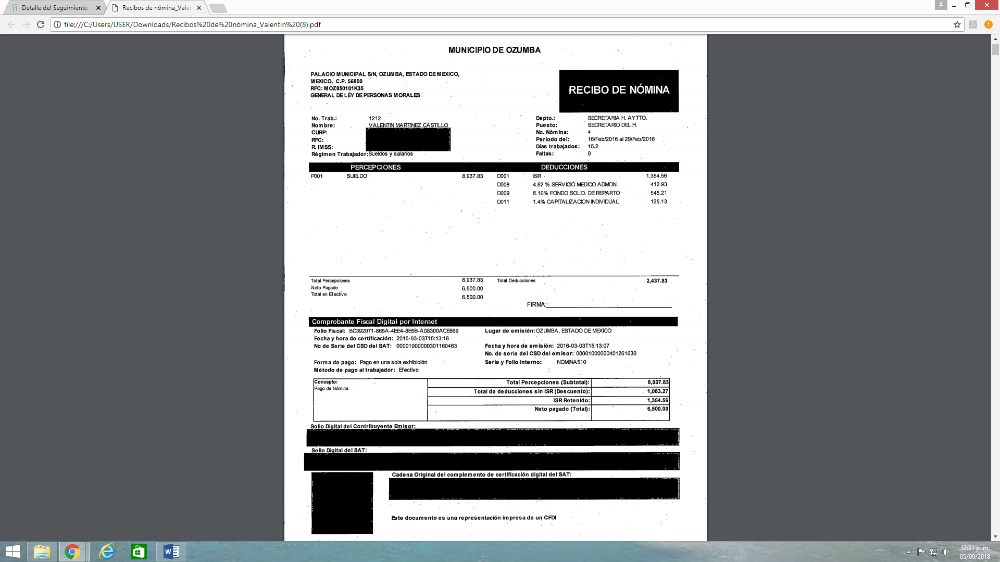 Detalle del Seguimiento d
Recibos de nómina_Valen
file:///C:/Users/USER/Downloads/Recibos%20de%20nómina_Valentin%20(8).pdf
MUNICIPIO DE OZUMBA
PALACIO MUNICIPAL S/N, OZUMBA, ESTADO DE MÉXICO,
MEXICO, C.P. 56800
RFC: MOZ850101K35
GENERAL DE LEY DE PERSONAS MORALES
RECIBO DE NÓMINA
No. Trab.: 1212
Nombre: VALENTIN MARTINEZ CASTILLO
CURP:
RFC:
R. IMSS:
Régimen Trabajador: Sueldos y salarios
Depto.: SECRETARIA H. AYTTO.
Puesto: SECRETARIO DEL H.
No. Nómina: 4
Periodo del: 16/Feb/2016 al 29/Feb/2016
Días trabajados: 15.2
Faltas: 0
PERCEPCIONES DEDUCCIONES
P001 SUELDO 8,937.83 D001 ISR 1,354.56
D008 4.62 % SERVICIO MEDICO ADMON 412.93
D009 6.10% FONDO SOLID. DE REPARTO 545.21
D011 1.4% CAPITALIZACION INDIVIDUAL 125.13
Total Percepciones 8,937.83 Total Deducciones 2,437.83
Neto Pagado 6,500.00
Total en Efectivo 6,500.00
FIRMA:
Comprobante Fiscal Digital por Internet
Folio Fiscal: BC392071-865A-4EE4-8E5B-A08300ACE869 Lugar de emisión: OZUMBA, ESTADO DE MEXICO
Fecha y hora de certificación: 2016-03-03T15:13:18
No de Serie del CSD del SAT: 00001000000301160463 Fecha y hora de emisión: 2016-03-03T15:13:07
No. de serie del CSD del emisor: 00001000000401261630
Forma de pago: Pago en una sola exhibición Serie y Folio interno: NOMINA510
Método de pago al trabajador: Efectivo
Concepto:
Pago de Nómina
Total Percepciones (Subtotal): 8,937.83
Total de deducciones sin ISR (Descuento): 1,083.27
ISR Retenido: 1,354.56
Neto pagado (Total): 6,500.00
Sello Digital del Contribuyente Emisor:
Sello Digital del SAT:
Cadena Original del complemento de certificación digital del SAT:
Este documento es una representación impresa de un CFDI
12:31 p. m.
05/09/2018